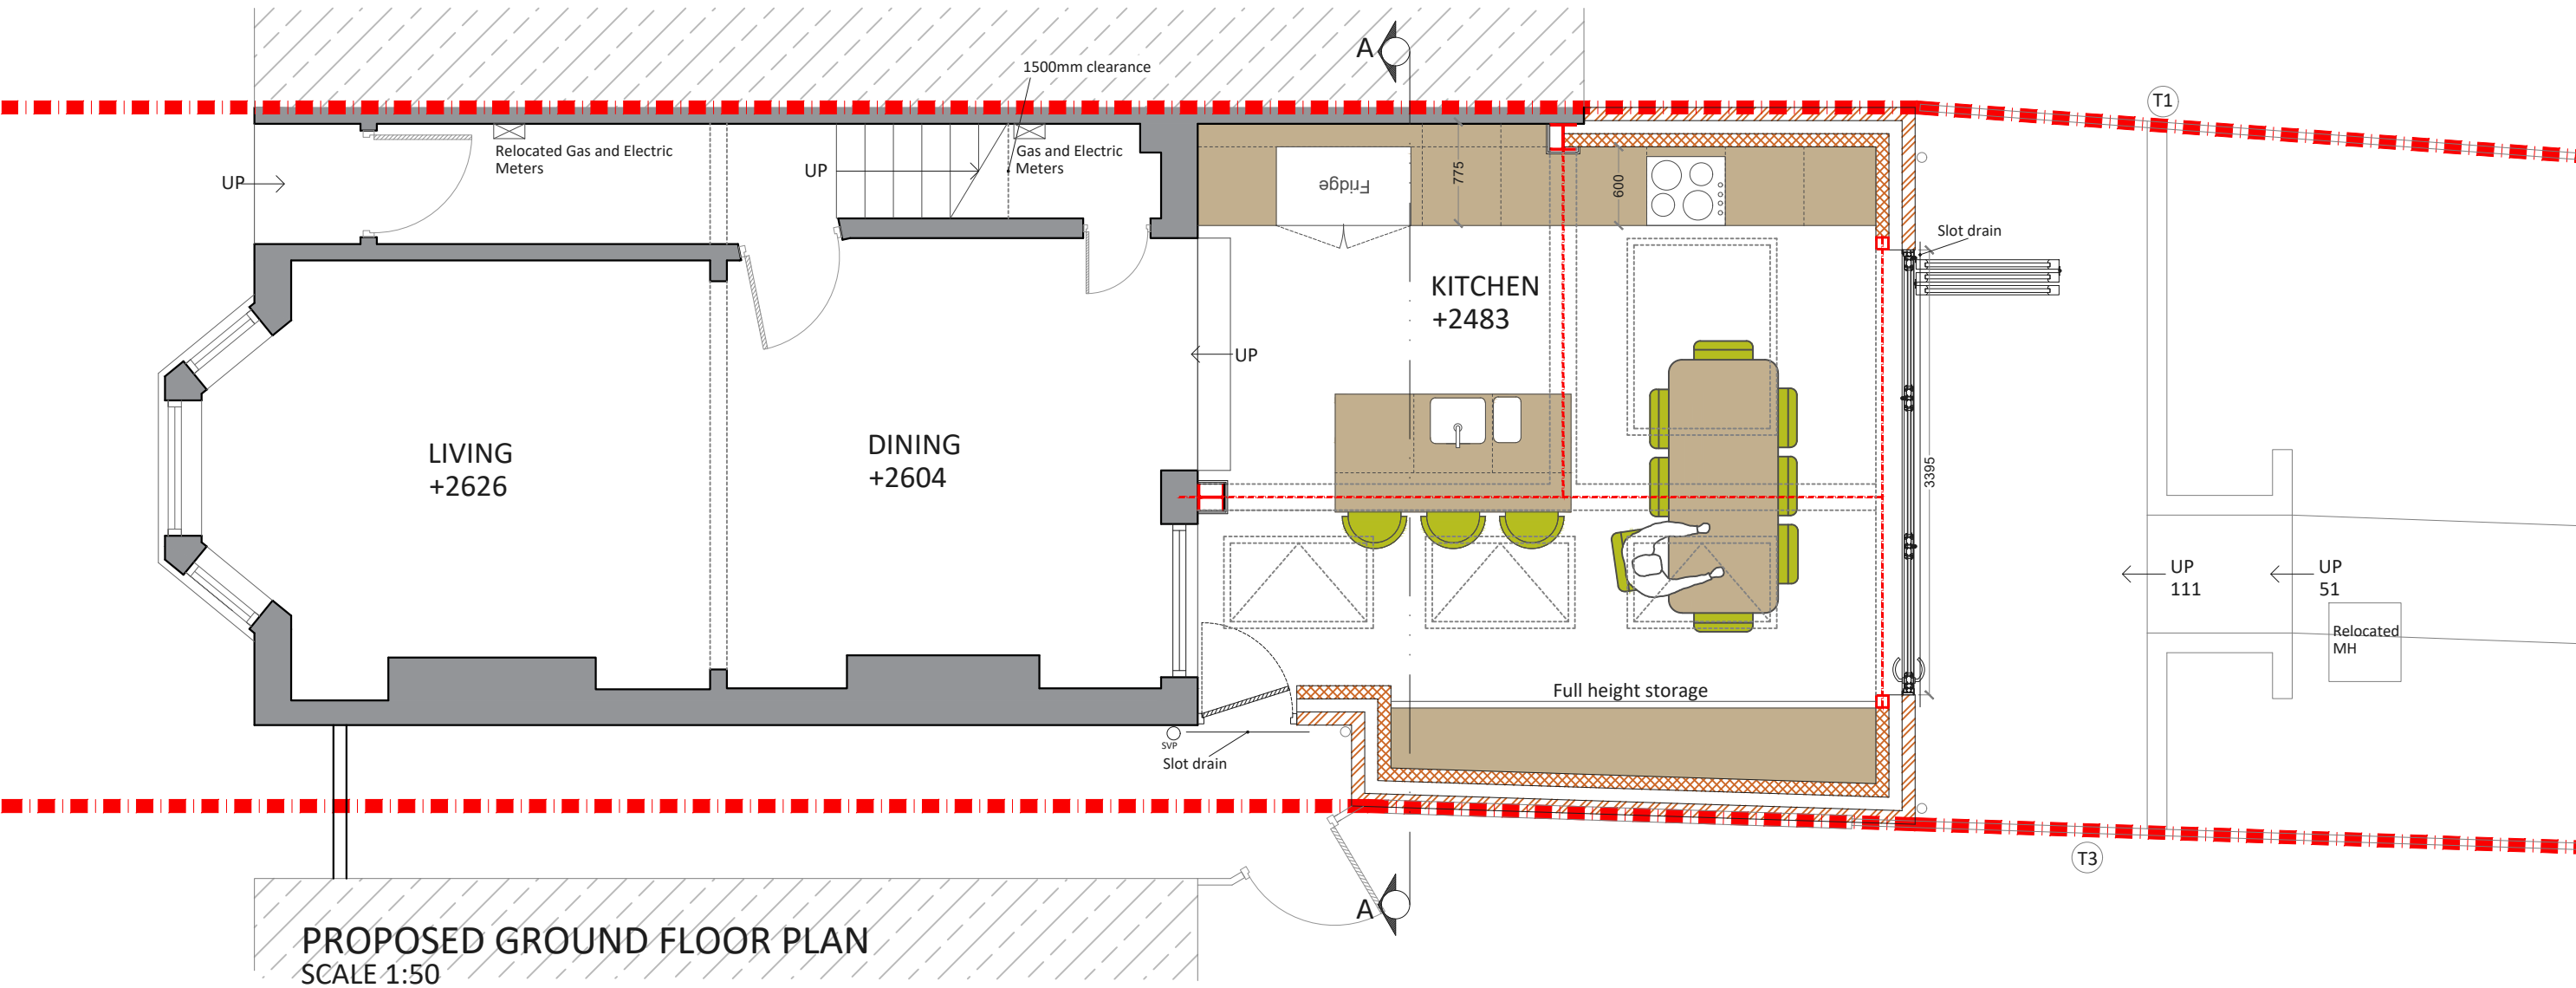 A
1500mm clearance
T1
Relocated Gas and Electric
Meters
Gas and Electric
Meters
UP
UP
Fridge
775
600
Slot drain
KITCHEN
+2483
UP
LIVING
+2626
DINING
+2604
3395
UP
111
UP
51
Relocated
MH
Full height storage
SVP
Slot drain
T3
A
PROPOSED GROUND FLOOR PLAN
SCALE 1:50